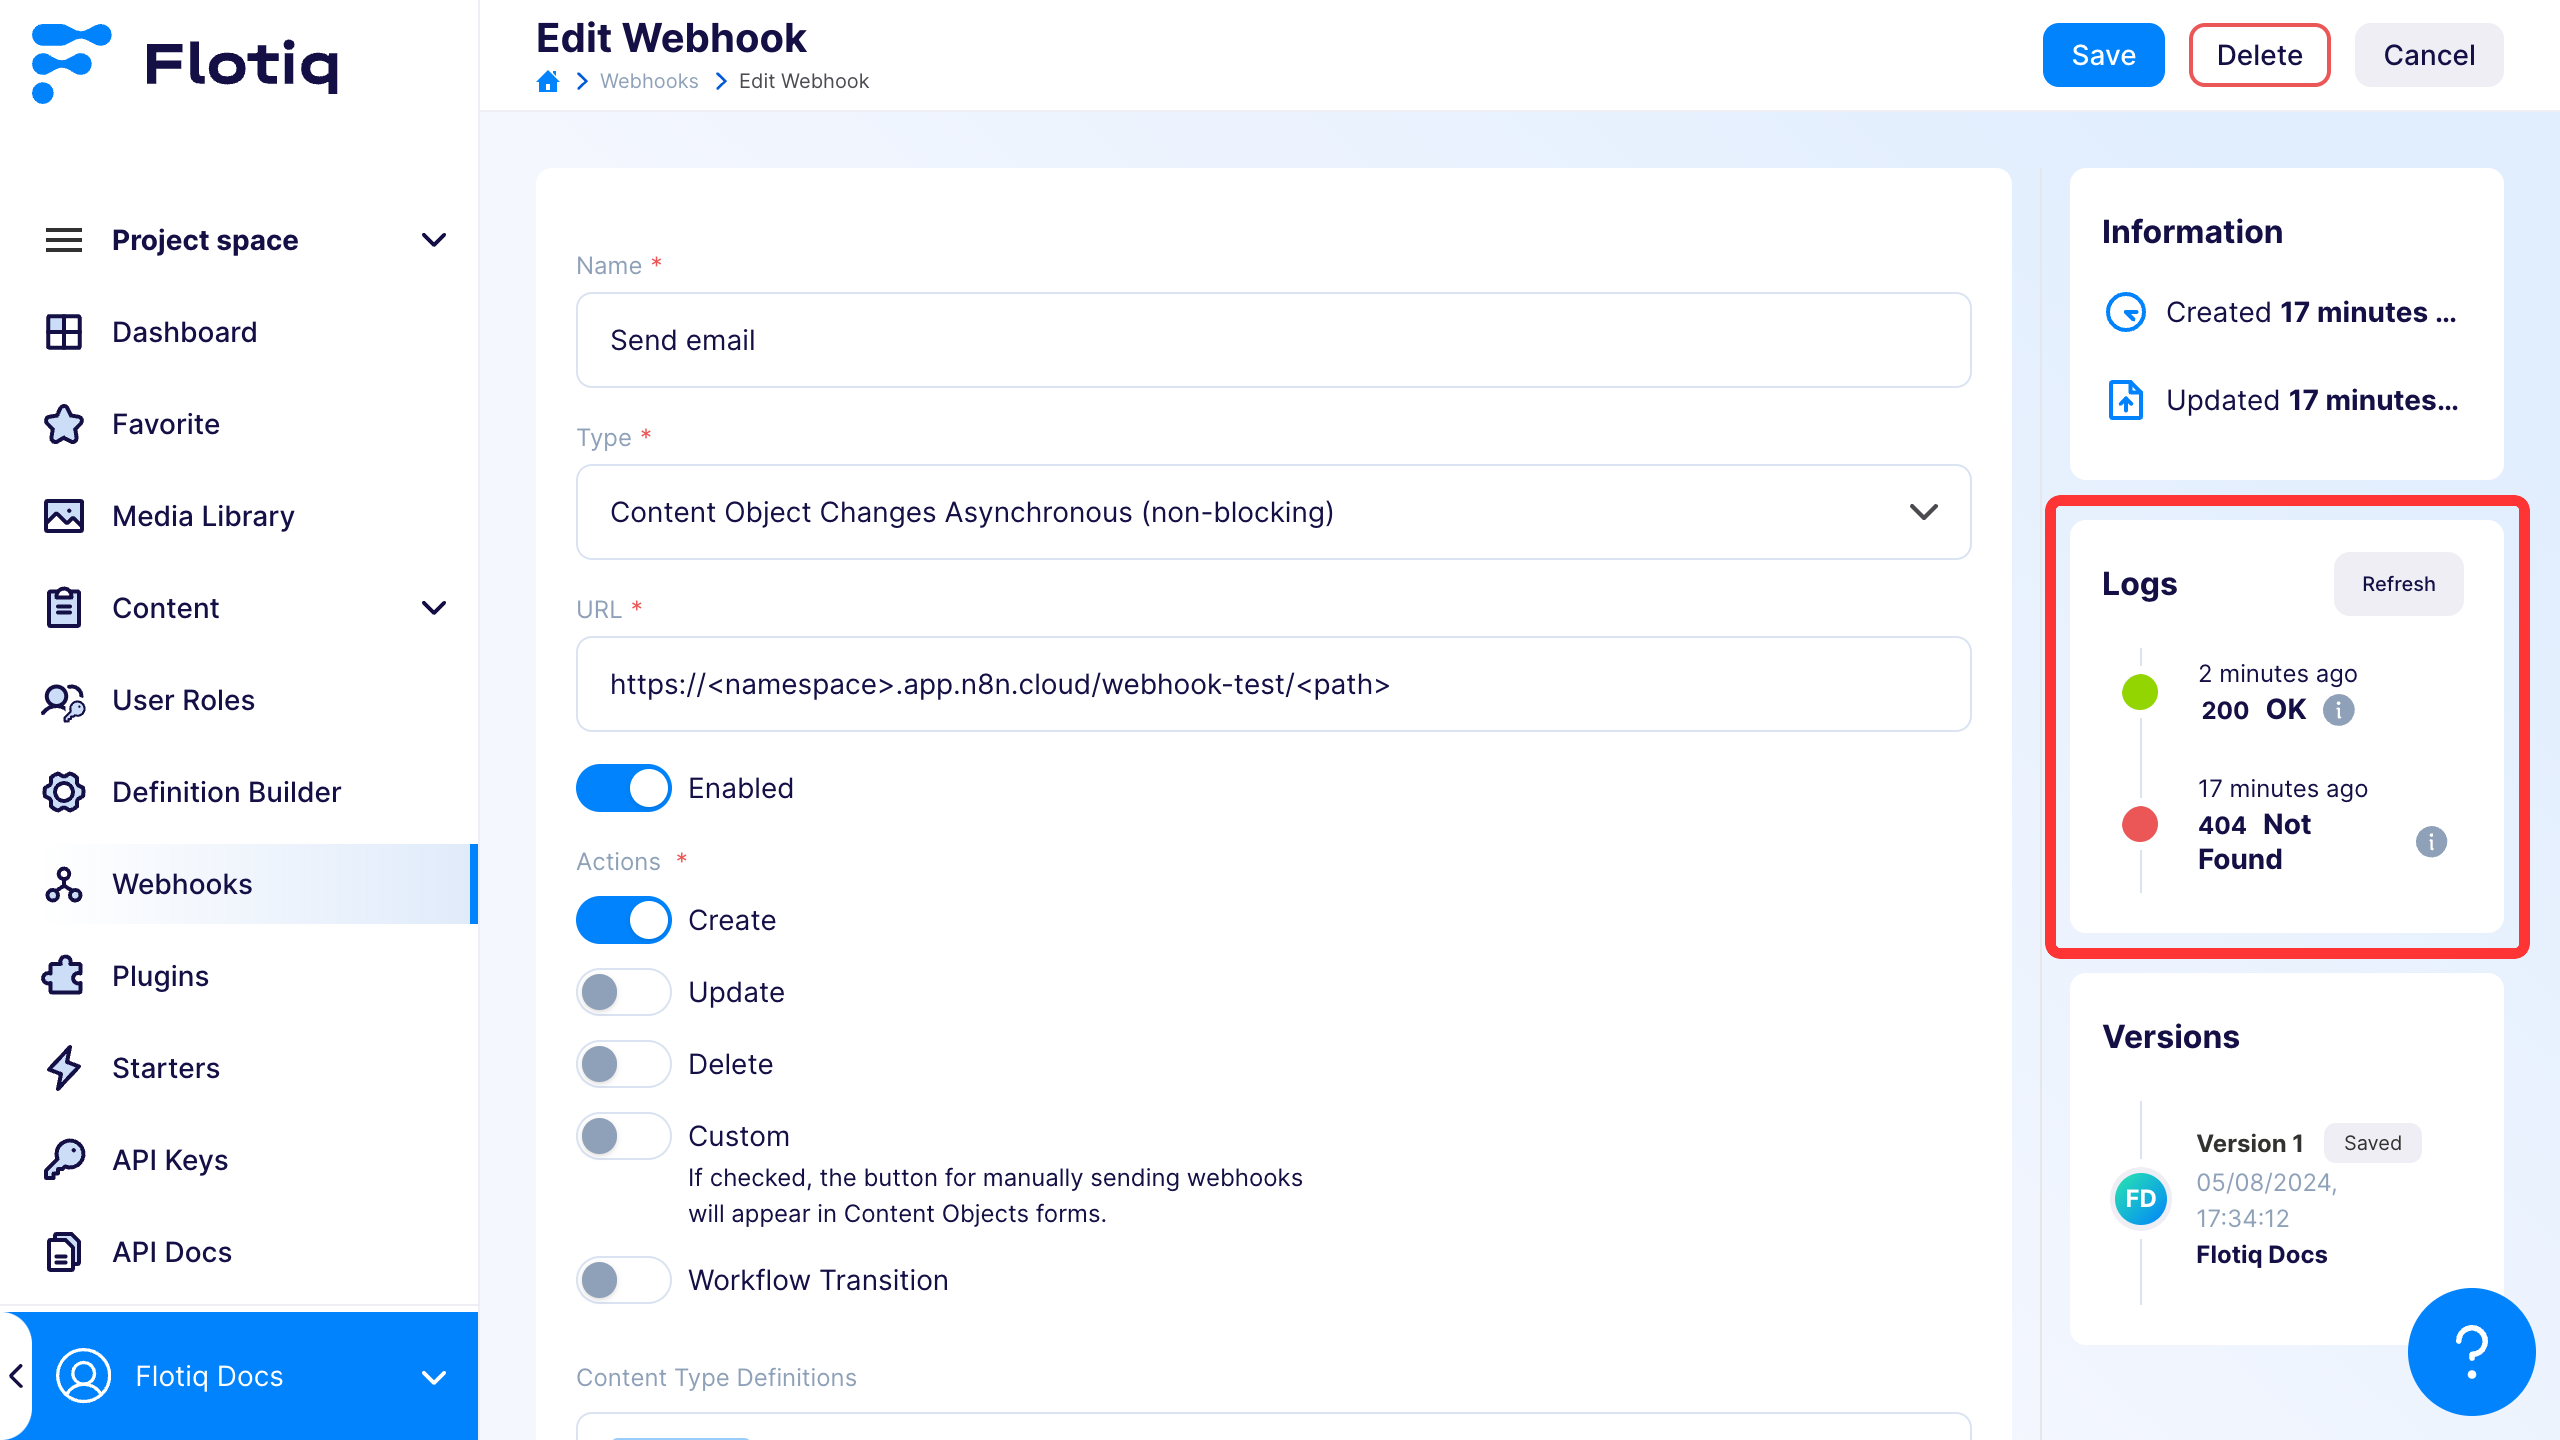 Flotiq
Project space
Dashboard
Favorite
Media Library
Content
User Roles
Definition Builder
Webhooks
Plugins
Starters
API Keys
API Docs
Flotiq Docs
Edit Webhook
Webhooks
Edit Webhook
Save
Delete
Cancel
Name *
Send email
Type *
Content Object Changes Asynchronous (non-blocking)
URL *
https://<namespace>.app.n8n.cloud/webhook-test/<path>
Enabled
Actions *
Create
Update
Delete
Custom
If checked, the button for manually sending webhooks
will appear in Content Objects forms.
Workflow Transition
Content Type Definitions
Information
Created 17 minutes ...
Updated 17 minutes...
Logs
Refresh
2 minutes ago
200 OK
17 minutes ago
404 Not
Found
Versions
Version 1 Saved
05/08/2024,
17:34:12
FD
Flotiq Docs
?